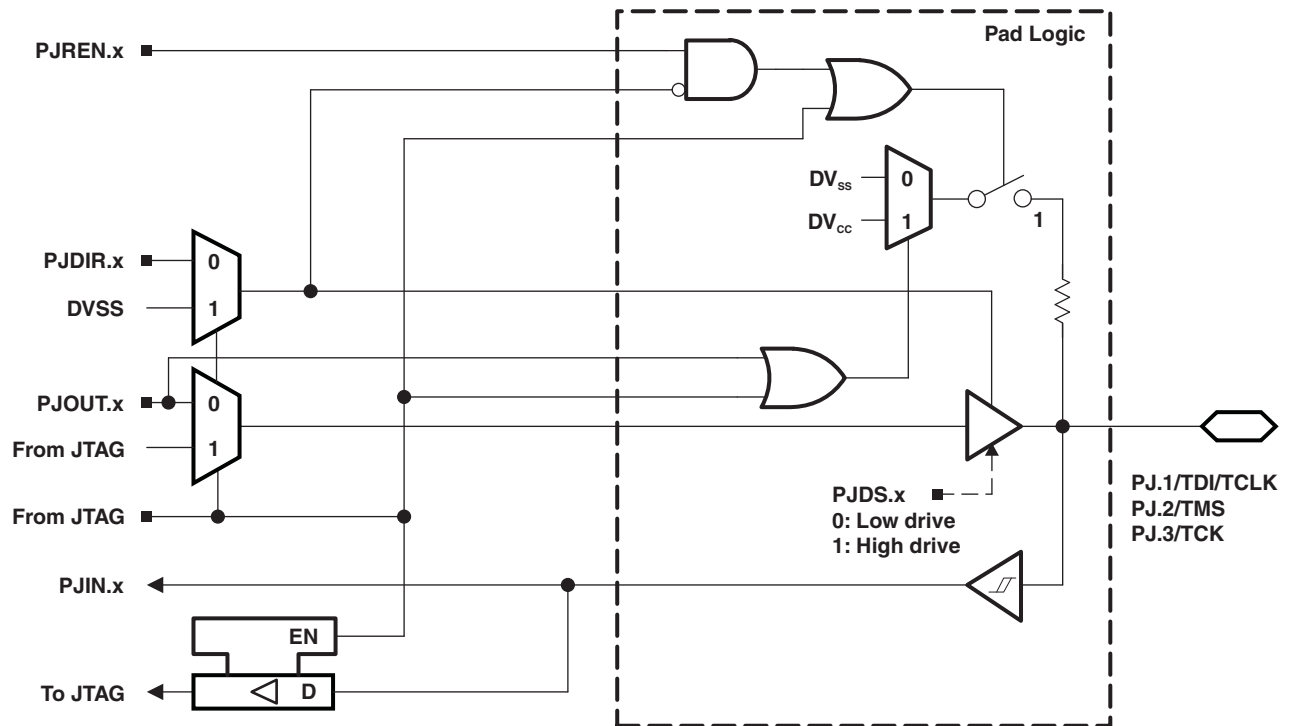 Pad Logic
PJREN.x
DVss
0
DVcc
1
1
PJDIR.x
0
DVSS
1
PJOUT.x
0
From JTAG
1
From JTAG
PJDS.x
0: Low drive
1: High drive
PJ.1/TDI/TCLK
PJ.2/TMS
PJ.3/TCK
PJIN.x
EN
To JTAG
D